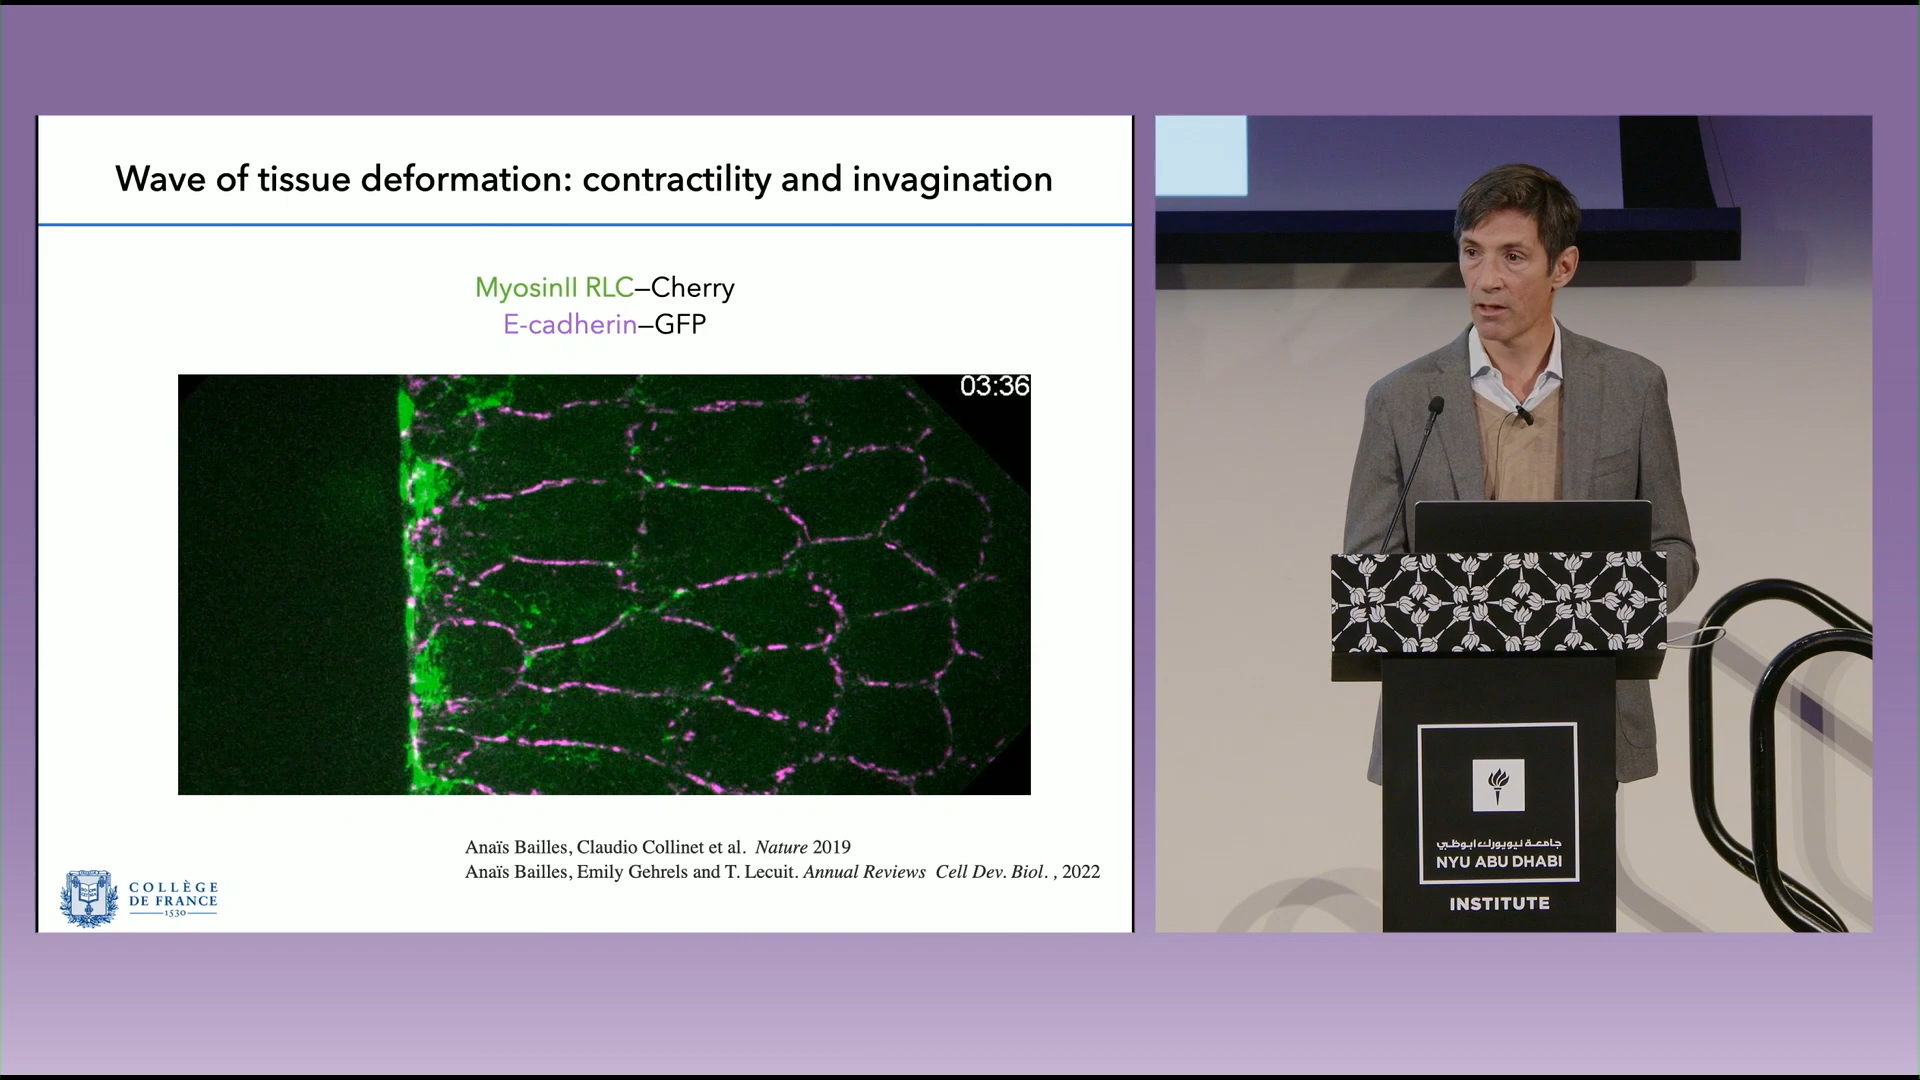 Wave of tissue deformation: contractility and invagination
MyosinII RLC–Cherry
E-cadherin–GFP
03:36
Anaïs Bailles, Claudio Collinet et al. Nature 2019
Anaïs Bailles, Emily Gehrels and T. Lecuit. Annual Reviews Cell Dev. Biol. , 2022
COLLÈGE
DE FRANCE
1530
جامعة نيويورك أبوظبي
NYU ABU DHABI
INSTITUTE